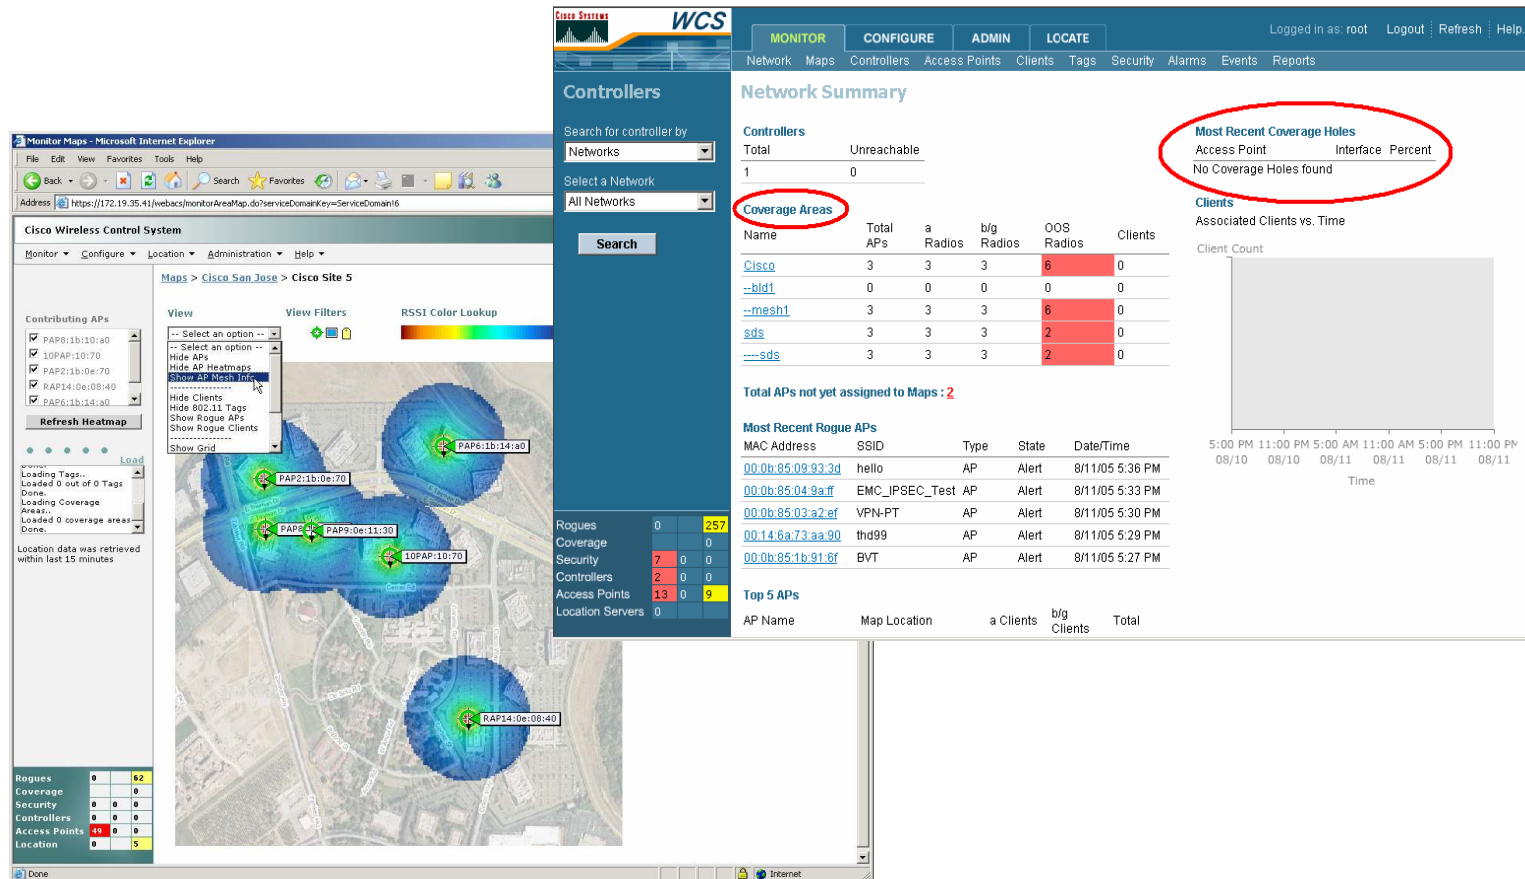 Monitor Maps - Microsoft Internet Explorer
File Edit View Favorites Tools Help
Back Search Favorites
Address https://172.19.35.41/webacs/monitorAreaMap.do?serviceDomainKey=ServiceDomain!6
Cisco Wireless Control System
Monitor Configure Location Administration Help
Maps > Cisco San Jose > Cisco Site 5
Contributing APs
PAP8:1b:10:a0
10PAP:10:70
PAP2:1b:0e:70
RAP14:0e:08:40
PAP6:1b:14:a0
Refresh Heatmap
Load
Done.
Loading Tags..
Loaded 0 out of 0 Tags
Done.
Loading Coverage
Areas..
Loaded 0 coverage areas
Done.
Location data was retrieved
within last 15 minutes
View View Filters RSSI Color Lookup
-- Select an option --
-- Select an option --
Hide APs
Hide AP Heatmaps
Show AP Mesh Info
----------------
Hide Clients
Hide 802.11 Tags
Show Rogue APs
Show Rogue Clients
----------------
Show Grid
PAP6:1b:14:a0
PAP2:1b:0e:70
PAP8
PAP9:0e:11:30
10PAP:10:70
RAP14:0e:08:40
Rogues 0 62
Coverage 0
Security 0 0 0
Controllers 0 0 0
Access Points 49 0 0
Location 0 5
Done Internet
Cisco Systems WCS
MONITOR CONFIGURE ADMIN LOCATE
Logged in as: root Logout Refresh Help.
Network Maps Controllers Access Points Clients Tags Security Alarms Events Reports
Controllers
Search for controller by
Networks
Select a Network
All Networks
Search
Rogues 0 257
Coverage 0
Security 7 0 0
Controllers 2 0 0
Access Points 13 0 9
Location Servers 0
Network Summary
Controllers
Total Unreachable
1 0
Coverage Areas
Name Total APs a Radios b/g Radios OOS Radios Clients
Cisco 3 3 3 6 0
--bld1 0 0 0 0 0
--mesh1 3 3 3 6 0
sds 3 3 3 2 0
----sds 3 3 3 2 0
Total APs not yet assigned to Maps : 2
Most Recent Rogue APs
MAC Address SSID Type State Date/Time
00:0b:85:09:93:3d hello AP Alert 8/11/05 5:36 PM
00:0b:85:04:9a:ff EMC_IPSEC_Test AP Alert 8/11/05 5:33 PM
00:0b:85:03:a2:ef VPN-PT AP Alert 8/11/05 5:30 PM
00:14:6a:73:aa:90 thd99 AP Alert 8/11/05 5:29 PM
00:0b:85:1b:91:6f BVT AP Alert 8/11/05 5:27 PM
Top 5 APs
AP Name Map Location a Clients b/g Clients Total
Most Recent Coverage Holes
Access Point Interface Percent
No Coverage Holes found
Clients
Associated Clients vs. Time
Client Count
5:00 PM 11:00 PM 5:00 AM 11:00 AM 5:00 PM 11:00 PM
08/10 08/10 08/11 08/11 08/11 08/11
Time